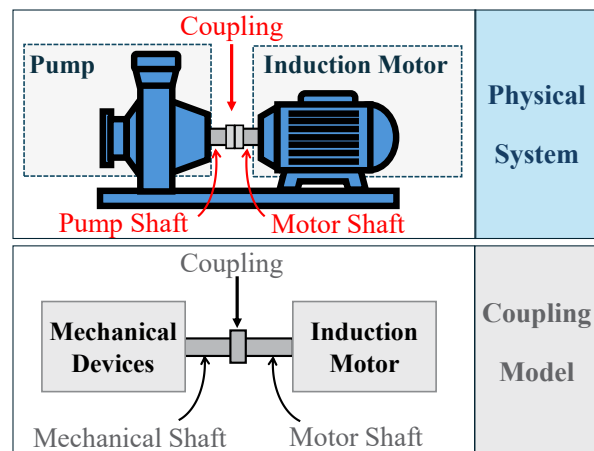 Coupling
Pump
Induction Motor
Physical
System
Pump Shaft
Motor Shaft
Coupling
Mechanical
Devices
Induction
Motor
Coupling
Model
Mechanical Shaft
Motor Shaft